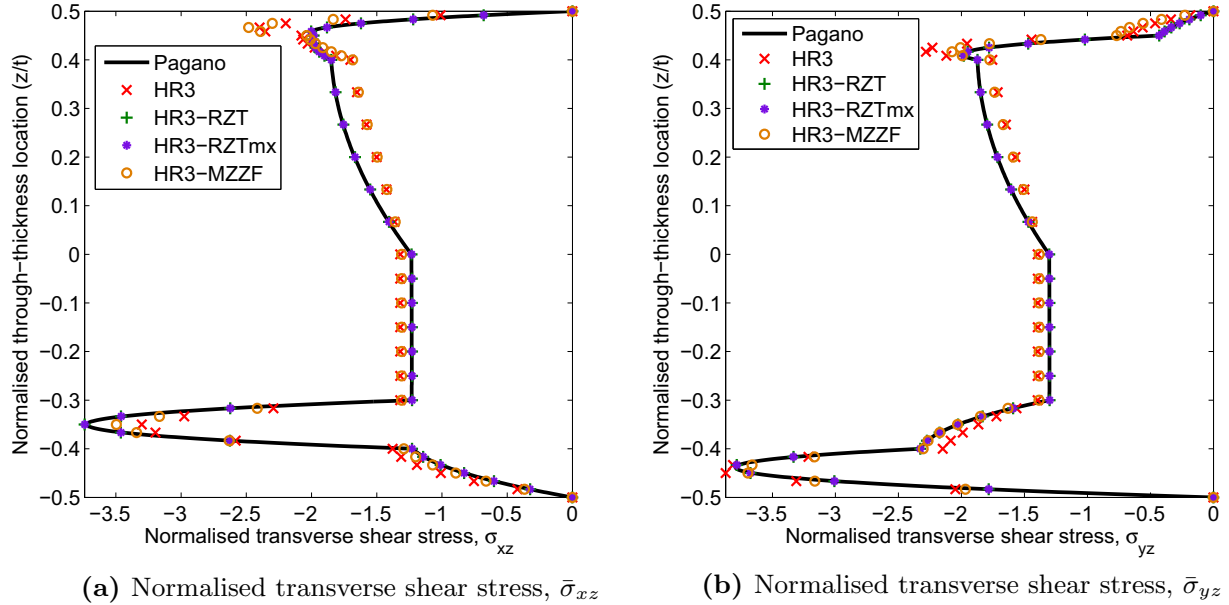 Normalised through−thickness location (z/t)
0.5
0.4
0.3
0.2
0.1
0
−0.1
−0.2
−0.3
−0.4
−0.5
Pagano
HR3
HR3−RZT
HR3−RZTmx
HR3−MZZF
−3.5 −3 −2.5 −2 −1.5 −1 −0.5 0
Normalised transverse shear stress, σxz
(a) Normalised transverse shear stress, σ̄xz
Normalised through−thickness location (z/t)
0.5
0.4
0.3
0.2
0.1
0
−0.1
−0.2
−0.3
−0.4
−0.5
Pagano
HR3
HR3−RZT
HR3−RZTmx
HR3−MZZF
−3.5 −3 −2.5 −2 −1.5 −1 −0.5 0
Normalised transverse shear stress, σyz
(b) Normalised transverse shear stress, σ̄yz